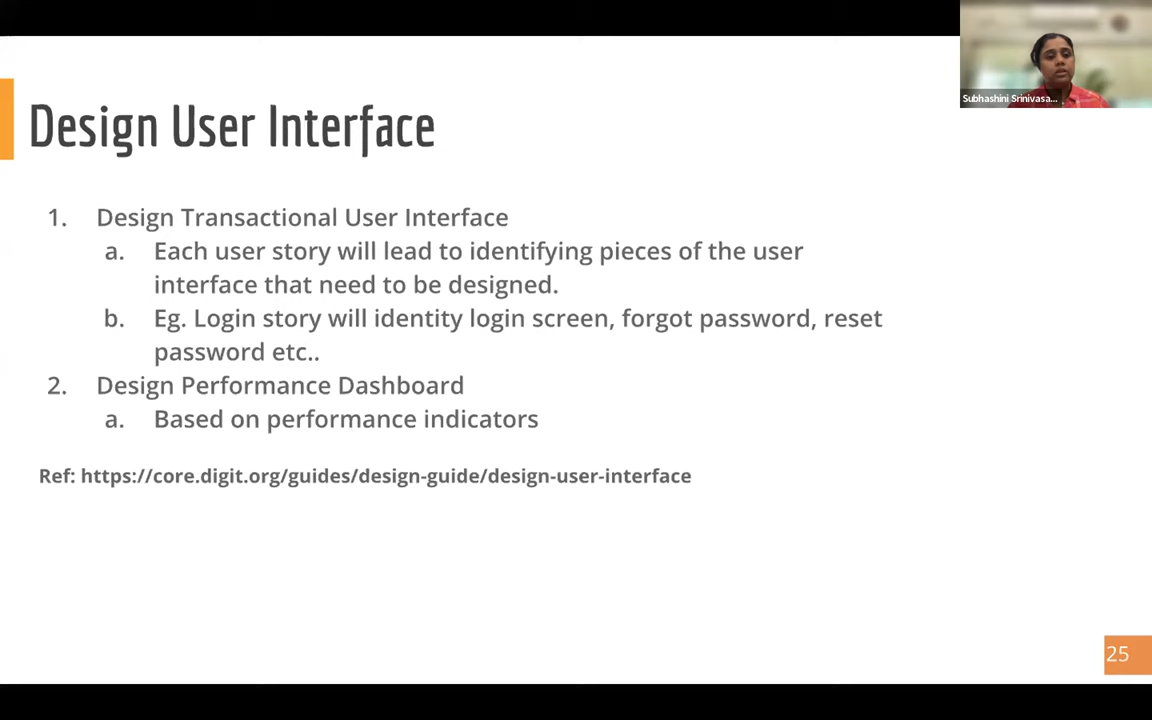 Subhashini Srinivasa...
Design User Interface
1. Design Transactional User Interface
a. Each user story will lead to identifying pieces of the user
interface that need to be designed.
b. Eg. Login story will identity login screen, forgot password, reset
password etc..
2. Design Performance Dashboard
a. Based on performance indicators
Ref: https://core.digit.org/guides/design-guide/design-user-interface
25